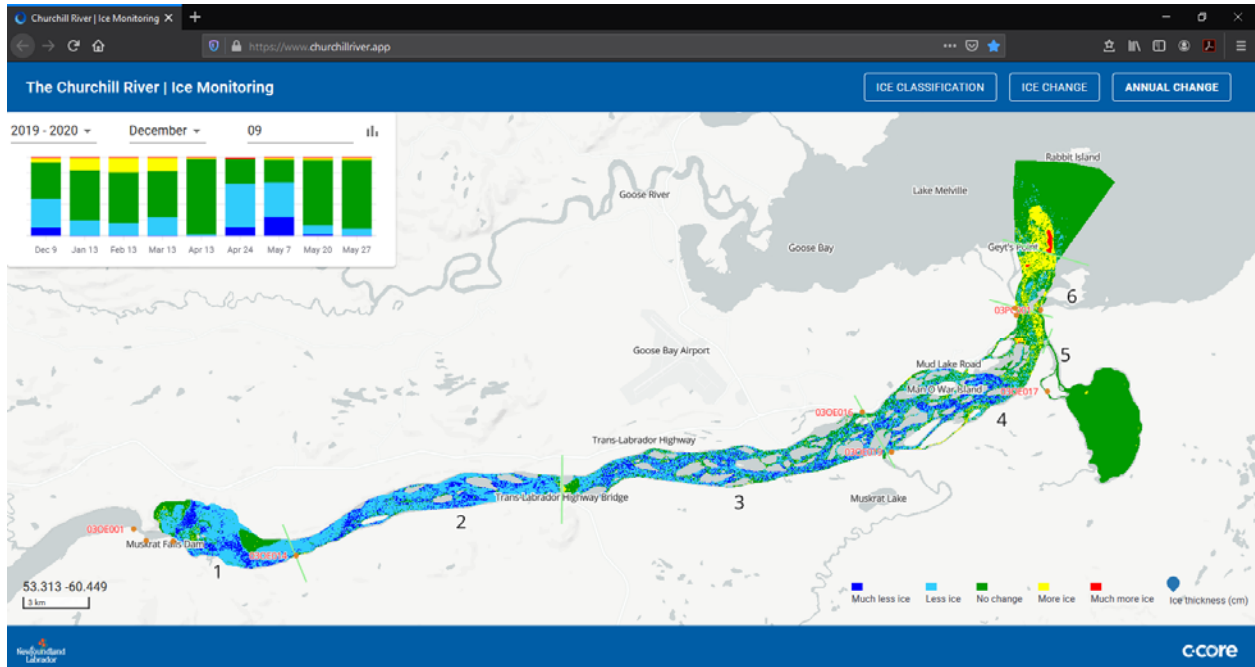 Churchill River | Ice Monitoring
https://www.churchillriver.app
The Churchill River | Ice Monitoring
ICE CLASSIFICATION
ICE CHANGE
ANNUAL CHANGE
2019 - 2020
December
09
Dec 9 Jan 13 Feb 13 Mar 13 Apr 13 Apr 24 May 7 May 20 May 27
Rabbit Island
Goose River
Lake Melville
Goose Bay
Geyt's Point
6
Goose Bay Airport
5
Mud Lake Road
Man O War Island
03OE016
4
Trans-Labrador Highway
Trans-Labrador Highway Bridge
Muskrat Lake
3
2
03OE001
Muskrat Falls Dam
03OE014
1
53.313 -60.449
3 km
Much less ice
Less ice
No change
More ice
Much more ice
Ice thickness (cm)
Newfoundland
Labrador
c-core